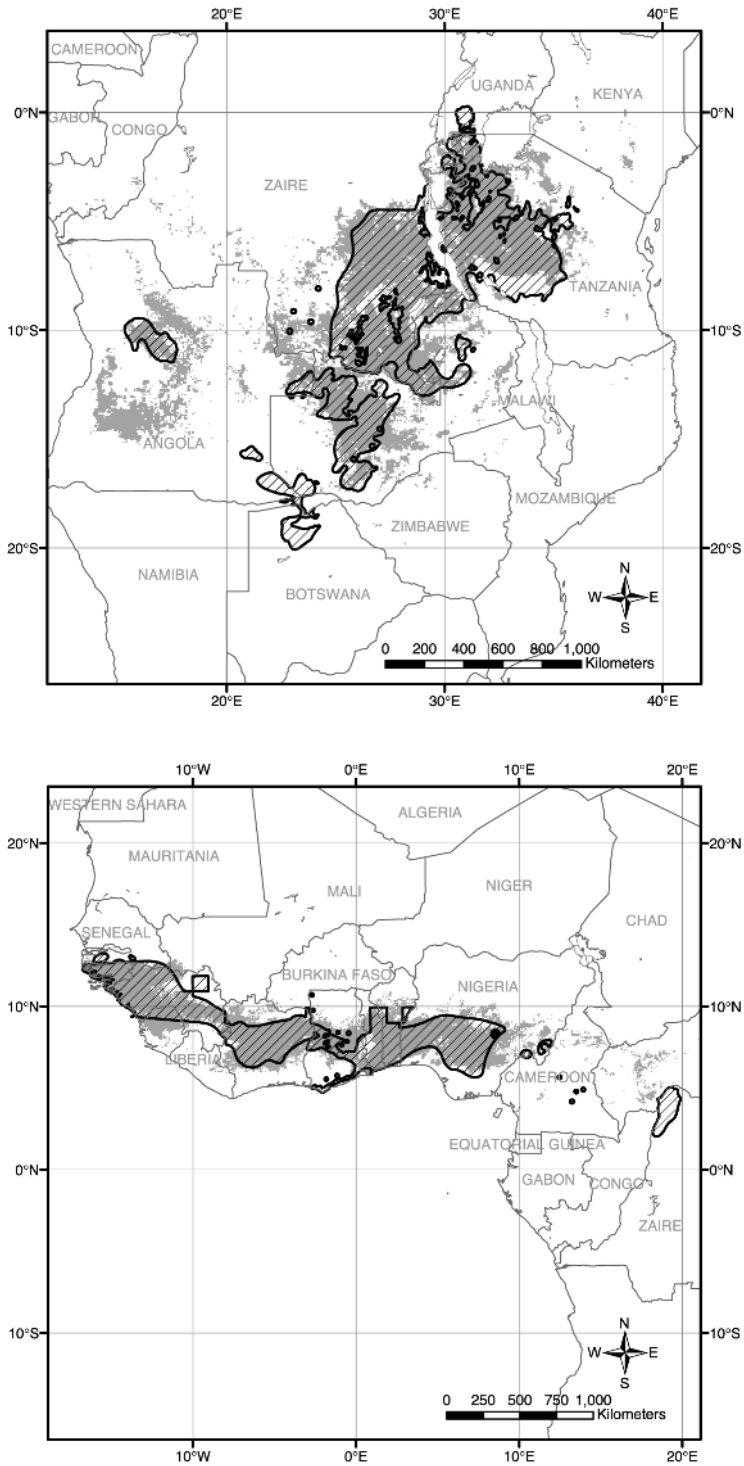 20°E 30°E 40°E
CAMEROON
UGANDA
KENYA
0°N 0°N
GABON
CONGO
ZAIRE
TANZANIA
10°S 10°S
MALAWI
ANGOLA
MOZAMBIQUE
ZIMBABWE
20°S 20°S
NAMIBIA
BOTSWANA
N
W E
S
0 200 400 600 800 1,000
Kilometers
20°E 30°E 40°E
10°W 0°E 10°E 20°E
WESTERN SAHARA
ALGERIA
20°N 20°N
MAURITANIA
MALI
NIGER
CHAD
SENEGAL
BURKINA FASO
NIGERIA
10°N 10°N
LIBERIA
CAMEROON
EQUATORIAL GUINEA
GABON
CONGO
0°N 0°N
ZAIRE
10°S 10°S
N
W E
S
0 250 500 750 1,000
Kilometers
10°W 0°E 10°E 20°E